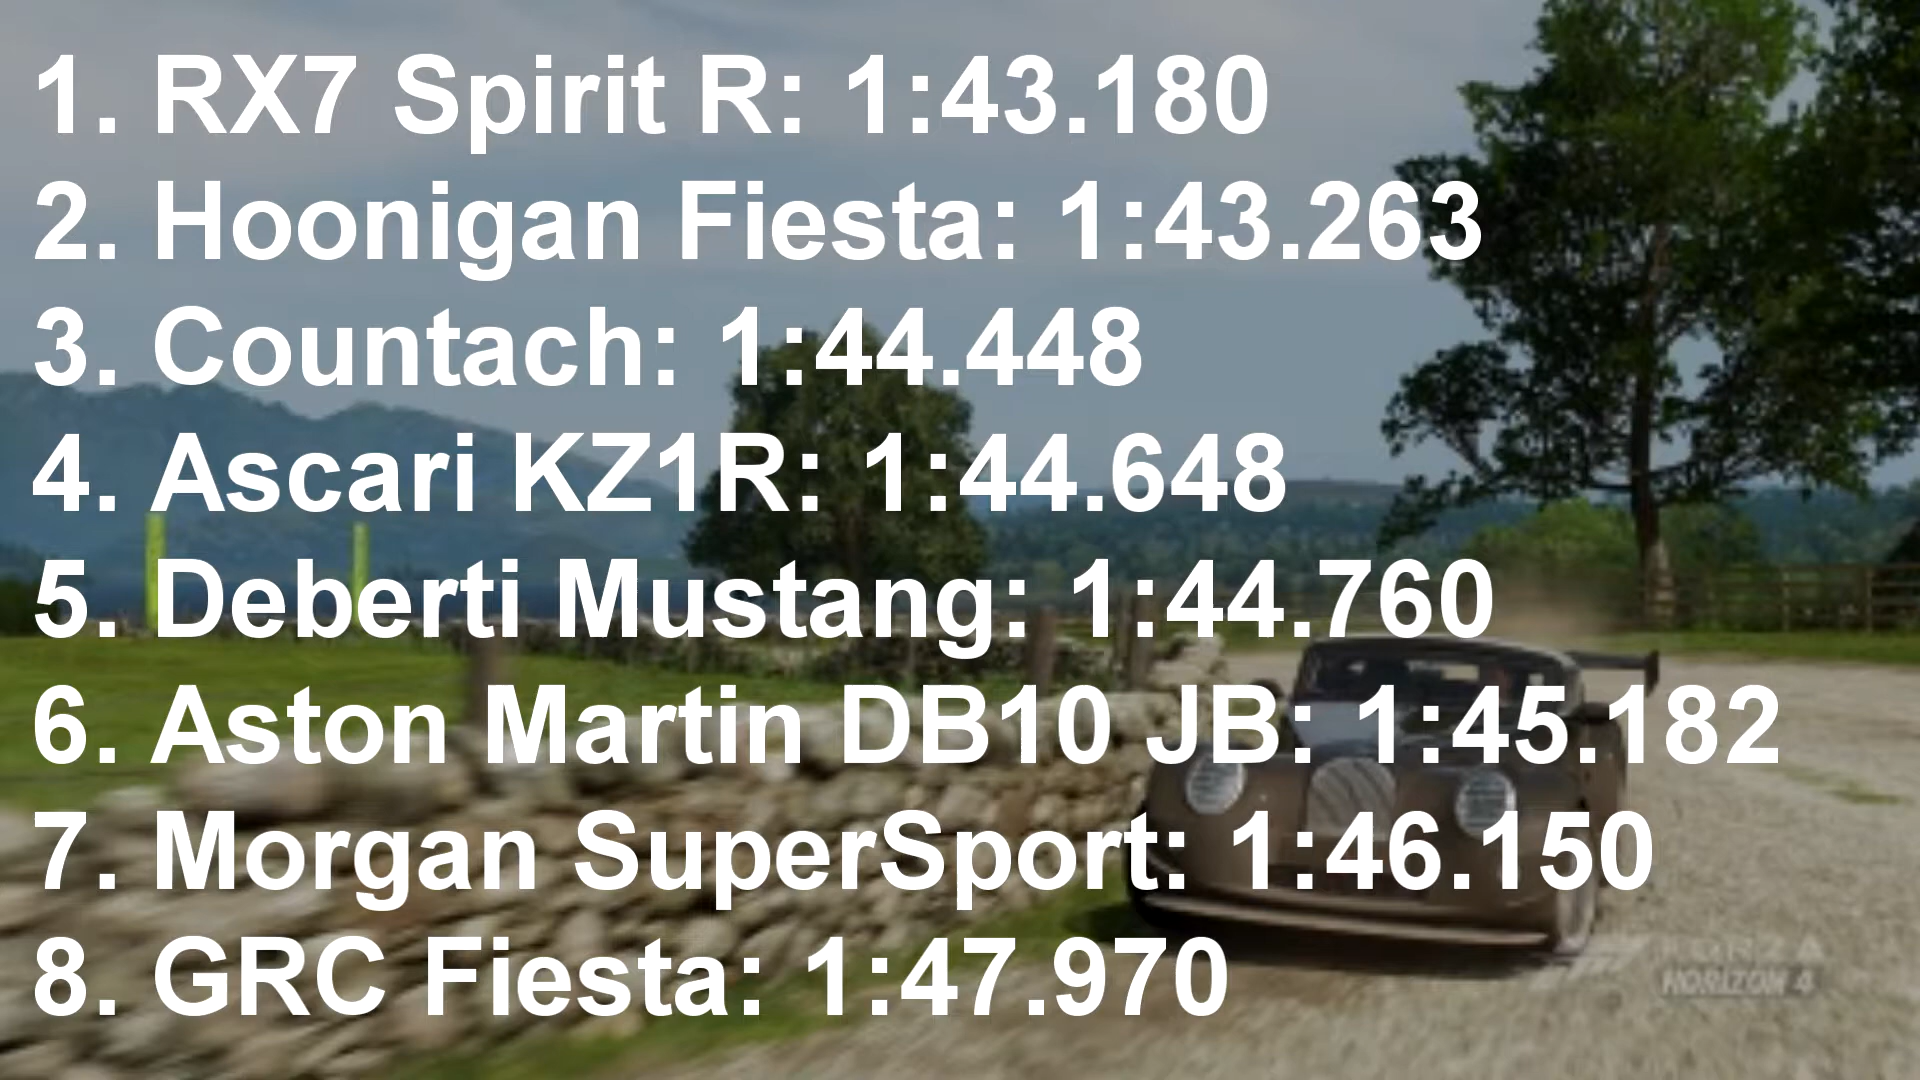 1. RX7 Spirit R: 1:43.180
2. Hoonigan Fiesta: 1:43.263
3. Countach: 1:44.448
4. Ascari KZ1R: 1:44.648
5. Deberti Mustang: 1:44.760
6. Aston Martin DB10 JB: 1:45.182
7. Morgan SuperSport: 1:46.150
8. GRC Fiesta: 1:47.970
FORZA
HORIZON 4